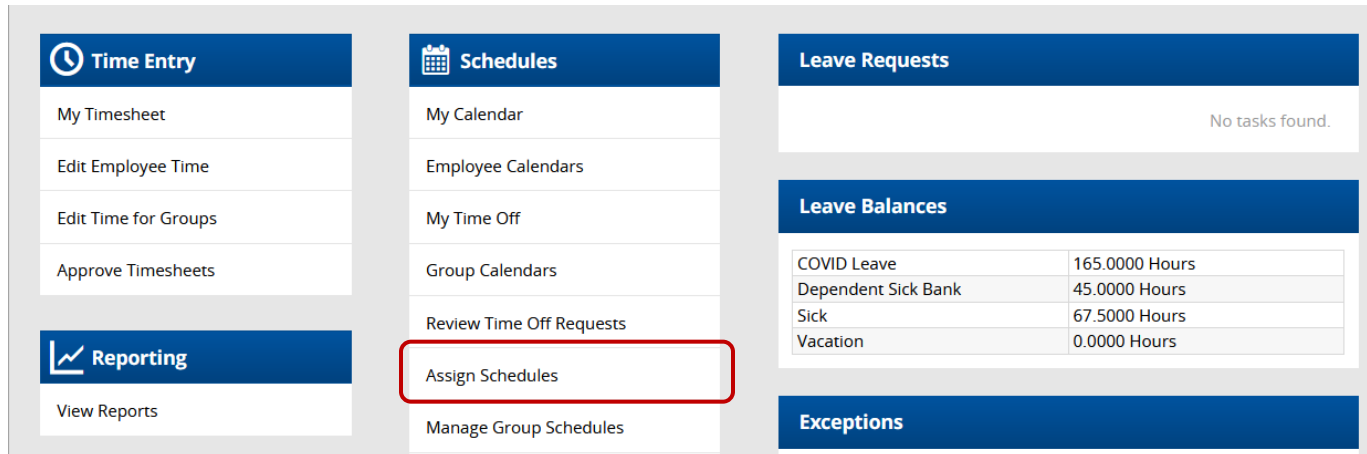 Time Entry
My Timesheet
Edit Employee Time
Edit Time for Groups
Approve Timesheets
Reporting
View Reports
Schedules
My Calendar
Employee Calendars
My Time Off
Group Calendars
Review Time Off Requests
Assign Schedules
Manage Group Schedules
Leave Requests
No tasks found.
Leave Balances
COVID Leave 165.0000 Hours
Dependent Sick Bank 45.0000 Hours
Sick 67.5000 Hours
Vacation 0.0000 Hours
Exceptions